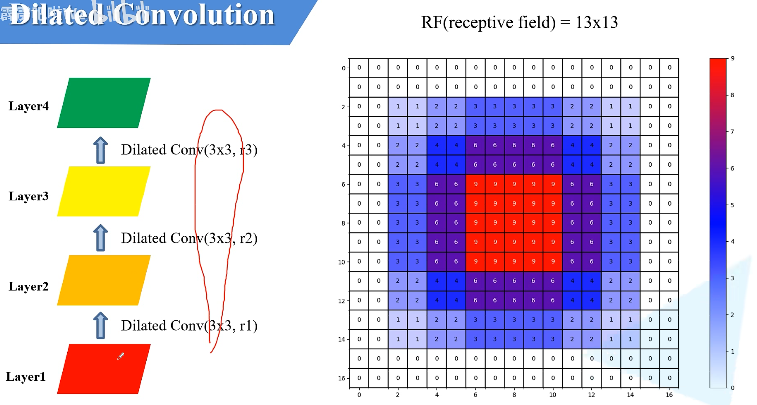 Dilated Convolution
RF(receptive field) = 13x13
Layer4
Dilated Conv(3x3, r3)
Layer3
Dilated Conv(3x3, r2)
Layer2
Dilated Conv(3x3, r1)
Layer1
0 0 0 0 0 0 0 0 0 0 0 0 0 0 0 0 0 0
0 0 0 0 0 0 0 0 0 0 0 0 0 0 0 0 0
2 0 0 1 1 2 2 3 3 3 3 3 2 2 1 1 0 0
0 0 1 1 2 2 3 3 3 3 3 2 2 1 1 0 0
4 0 0 2 2 4 4 6 6 6 6 6 4 4 2 2 0 0
0 0 2 2 4 4 6 6 6 6 6 4 4 2 2 0 0
6 0 0 3 3 6 6 9 9 9 9 9 6 6 3 3 0 0
0 0 3 3 6 6 9 9 9 9 9 6 6 3 3 0 0
8 0 0 3 3 6 6 9 9 9 9 9 6 6 3 3 0 0
0 0 3 3 6 6 9 9 9 9 9 6 6 3 3 0 0
10 0 0 3 3 6 6 9 9 9 9 9 6 6 3 3 0 0
0 0 2 2 4 4 6 6 6 6 6 4 4 2 2 0 0
12 0 0 2 2 4 4 6 6 6 6 6 4 4 2 2 0 0
0 0 1 1 2 2 3 3 3 3 3 2 2 1 1 0 0
14 0 0 1 1 2 2 3 3 3 3 3 2 2 1 1 0 0
0 0 0 0 0 0 0 0 0 0 0 0 0 0 0 0 0
16 0 0 0 0 0 0 0 0 0 0 0 0 0 0 0 0 0
0 2 4 6 8 10 12 14 16
9
8
7
6
5
4
3
2
1
0